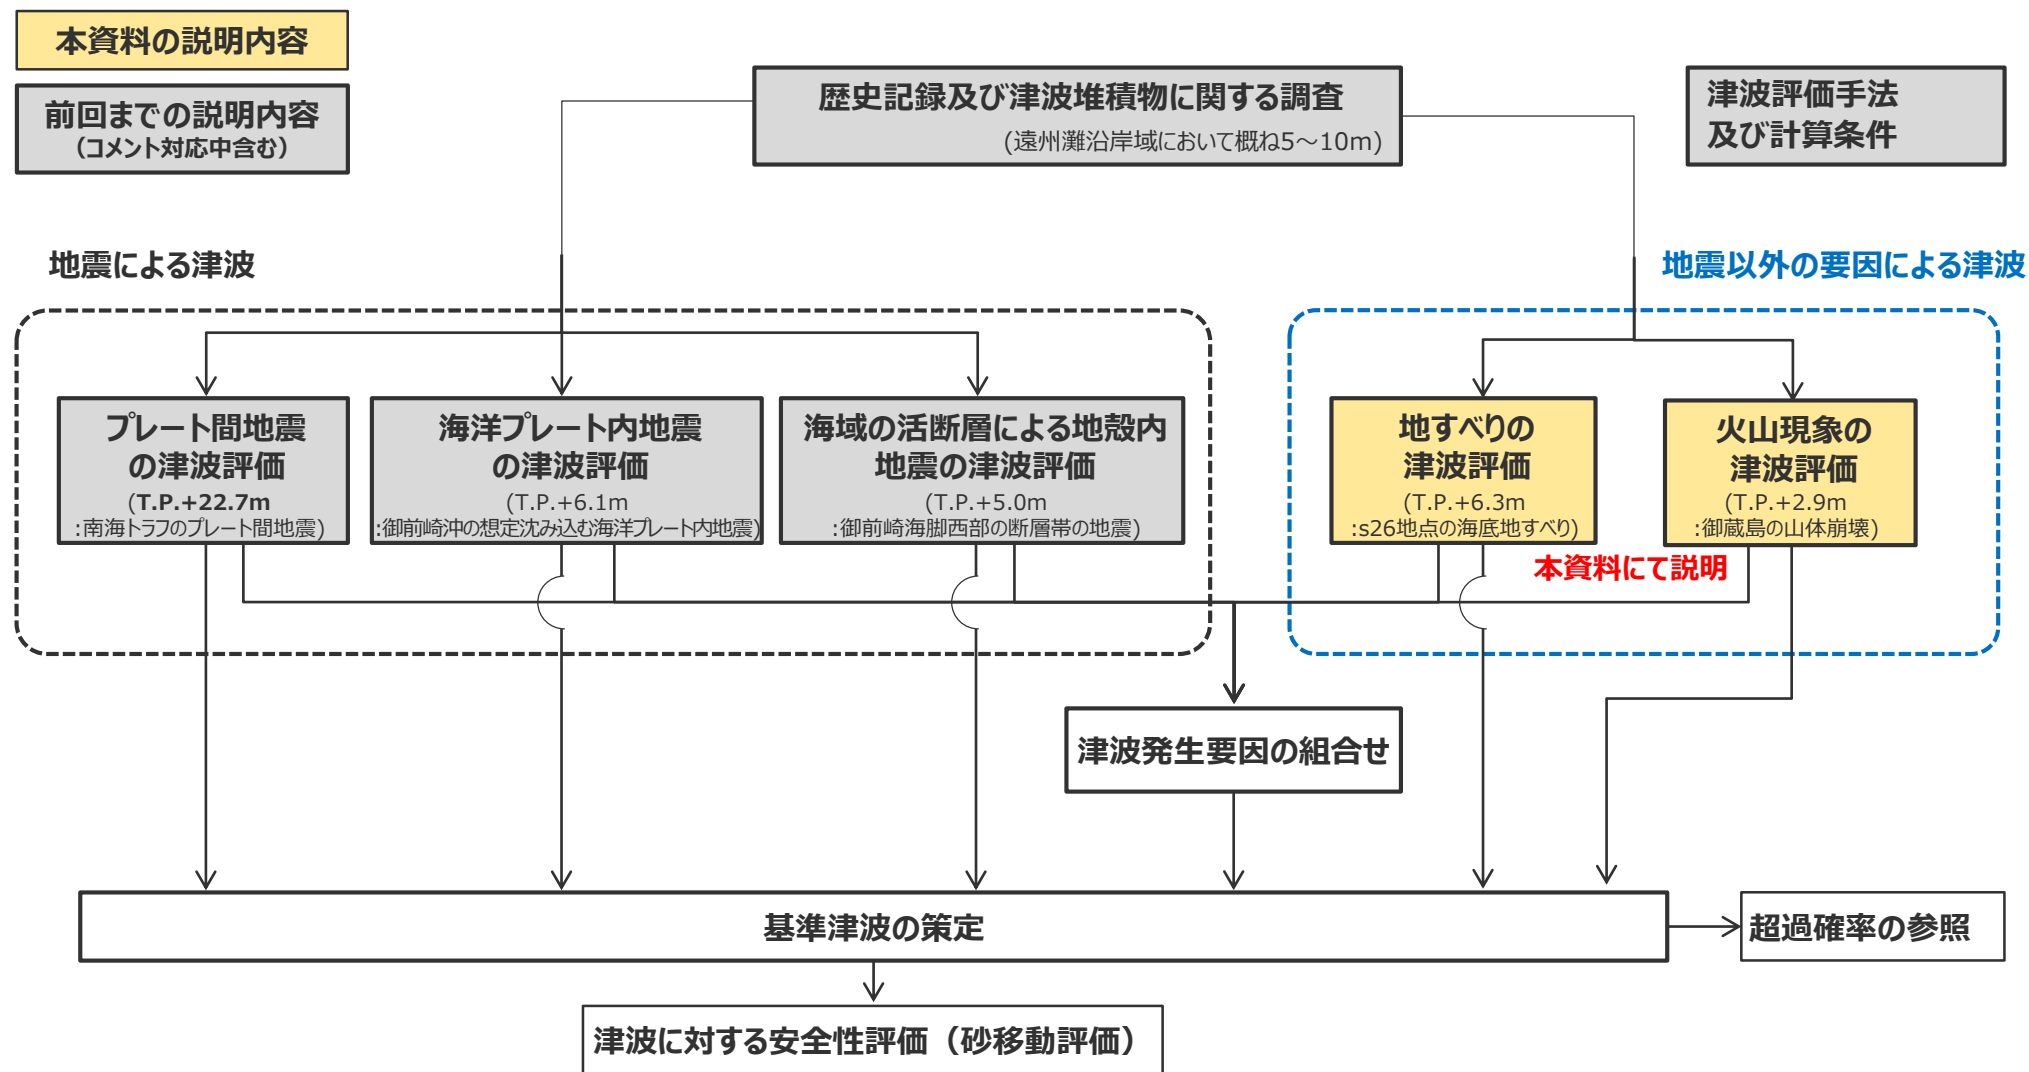 本資料の説明内容
前回までの説明内容
（コメント対応中含む）
歴史記録及び津波堆積物に関する調査
(遠州灘沿岸域において概ね5～10m)
津波評価手法
及び計算条件
地震による津波
地震以外の要因による津波
プレート間地震
の津波評価
(T.P.+22.7m
:南海トラフのプレート間地震)
海洋プレート内地震
の津波評価
(T.P.+6.1m
:御前崎沖の想定沈み込む海洋プレート内地震)
海域の活断層による地殻内
地震の津波評価
(T.P.+5.0m
:御前崎海脚西部の断層帯の地震)
地すべりの
津波評価
(T.P.+6.3m
:s26地点の海底地すべり)
火山現象の
津波評価
(T.P.+2.9m
:御蔵島の山体崩壊)
本資料にて説明
津波発生要因の組合せ
基準津波の策定
超過確率の参照
津波に対する安全性評価（砂移動評価）